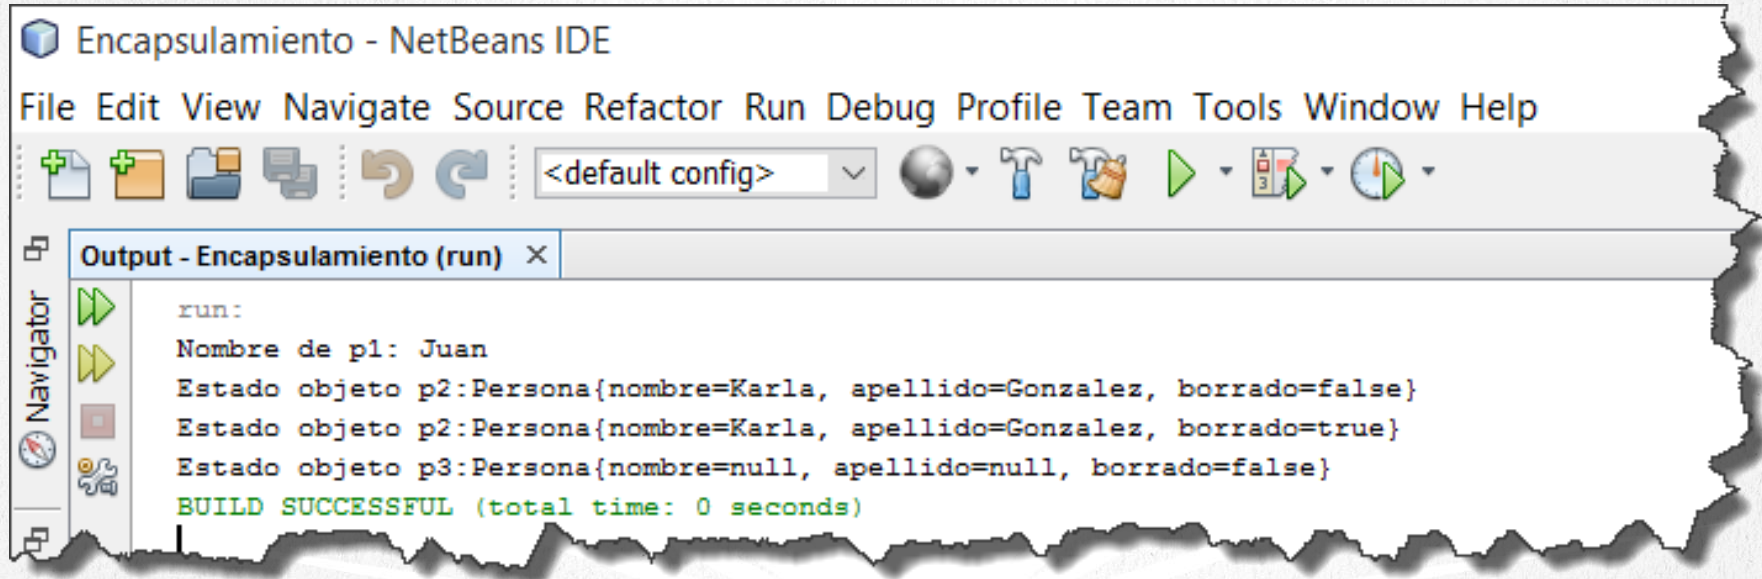 Encapsulamiento - NetBeans IDE
File Edit View Navigate Source Refactor Run Debug Profile Team Tools Window Help
<default config>
Output - Encapsulamiento (run)
Navigator
run:
Nombre de p1: Juan
Estado objeto p2:Persona{nombre=Karla, apellido=Gonzalez, borrado=false}
Estado objeto p2:Persona{nombre=Karla, apellido=Gonzalez, borrado=true}
Estado objeto p3:Persona{nombre=null, apellido=null, borrado=false}
BUILD SUCCESSFUL (total time: 0 seconds)